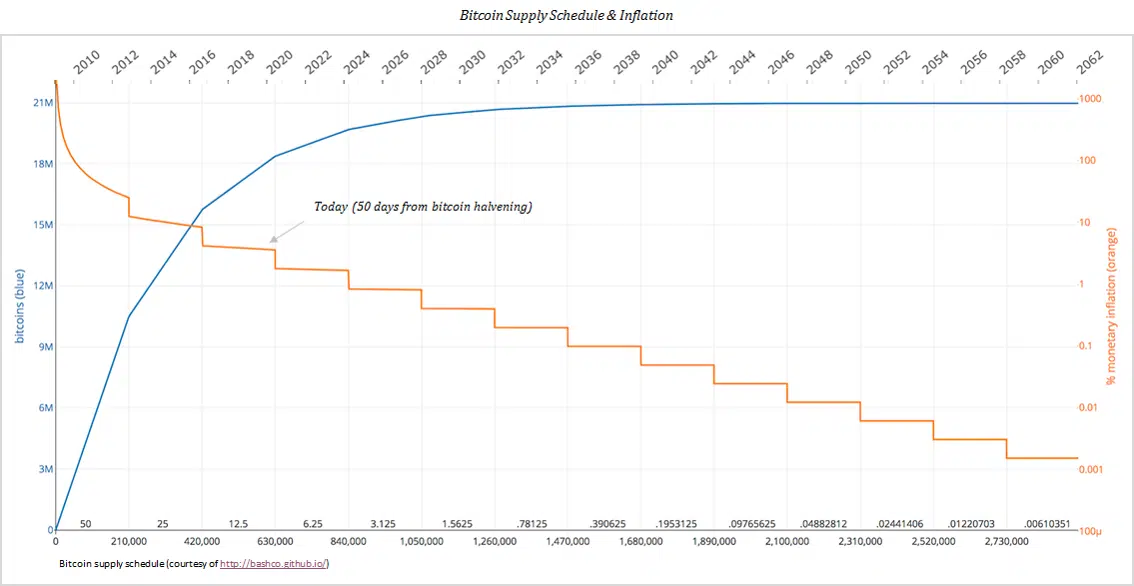 Bitcoin Supply Schedule & Inflation
2010 2012 2014 2016 2018 2020 2022 2024 2026 2028 2030 2032 2034 2036 2038 2040 2042 2044 2046 2048 2050 2052 2054 2056 2058 2060 2062
21M
1000
18M
100
Today (50 days from bitcoin halvening)
15M
10
12M
1
bitcoins (blue)
% monetary inflation (orange)
9M
0.1
6M
0.01
3M
0.001
50 25 12.5 6.25 3.125 1.5625 .78125 .390625 .1953125 .09765625 .04882812 .02441406 .01220703 .00610351
0
100µ
0 210,000 420,000 630,000 840,000 1,050,000 1,260,000 1,470,000 1,680,000 1,890,000 2,100,000 2,310,000 2,520,000 2,730,000
Bitcoin supply schedule (courtesy of http://bashco.github.io/)